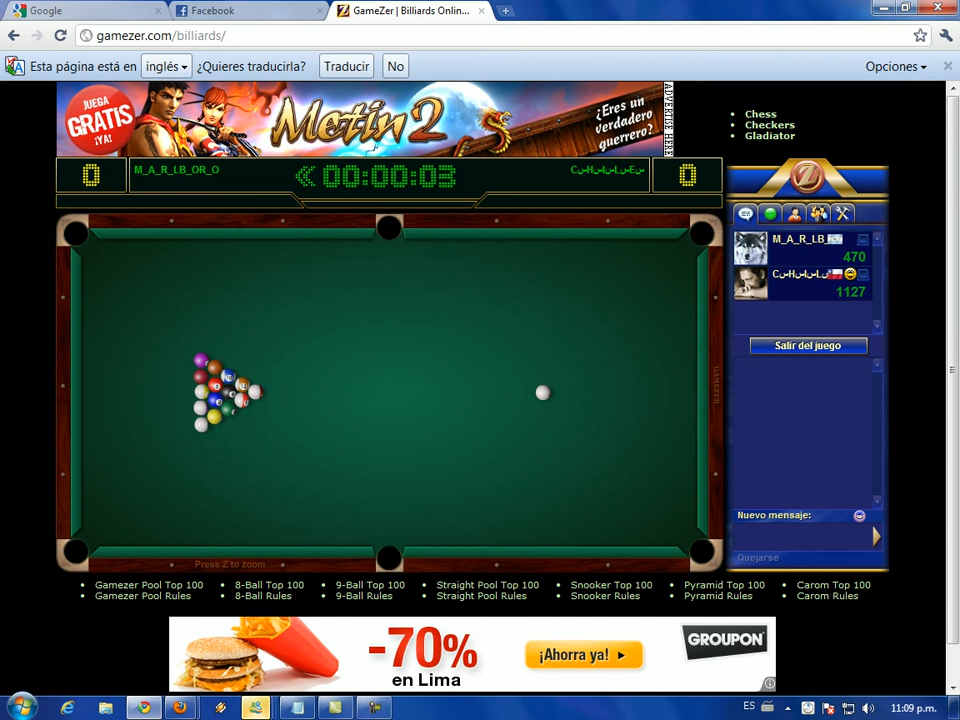 Google
Facebook
GameZer | Billiards Onlin...
gamezer.com/billiards/
Esta página está en inglés ¿Quieres traducirla? Traducir No Opciones
JUEGA GRATIS ¡YA!
Metin 2
¿Eres un verdadero guerrero?
ADVERTISE HERE
Chess
Checkers
Gladiator
0 M_A_R_LB_OR_O 00:00:03 0
M_A_R_LB_
470
1127
Salir del juego
GAMEZER
Nuevo mensaje:
Quejarse
Press Z to zoom
Gamezer Pool Top 100 8-Ball Top 100 9-Ball Top 100 Straight Pool Top 100 Snooker Top 100 Pyramid Top 100 Carom Top 100
Gamezer Pool Rules 8-Ball Rules 9-Ball Rules Straight Pool Rules Snooker Rules Pyramid Rules Carom Rules
-70%
en Lima
¡Ahorra ya!
GROUPON
ES 11:09 p.m.